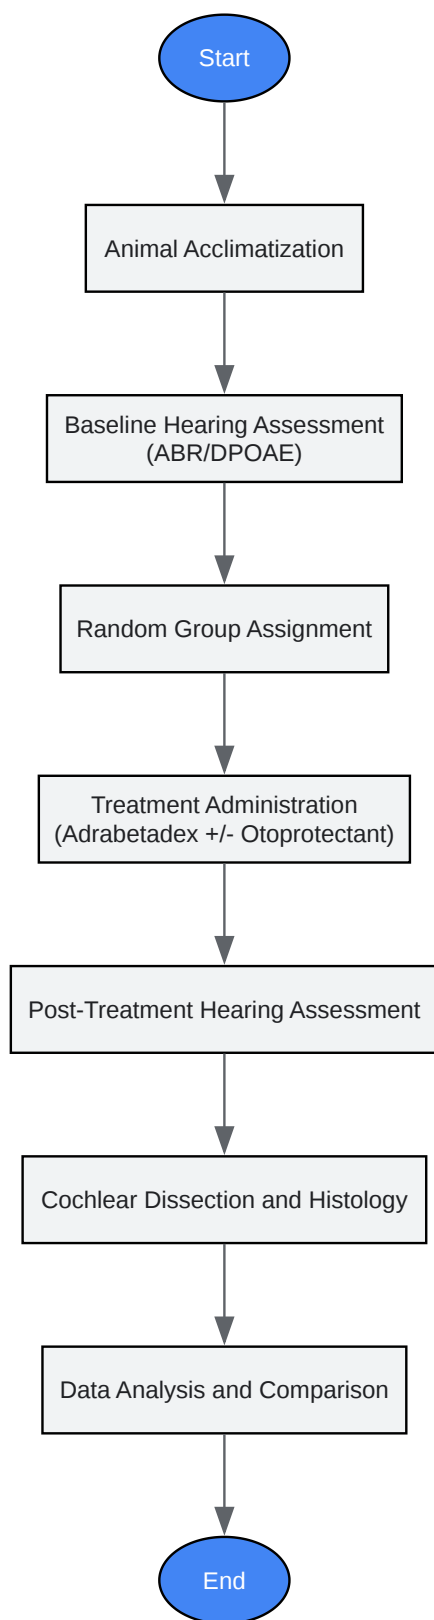 Start
Animal Acclimatization
Baseline Hearing Assessment
(ABR/DPOAE)
Random Group Assignment
Treatment Administration
(Adrabetadex +/- Otoprotectant)
Post-Treatment Hearing Assessment
Cochlear Dissection and Histology
Data Analysis and Comparison
End